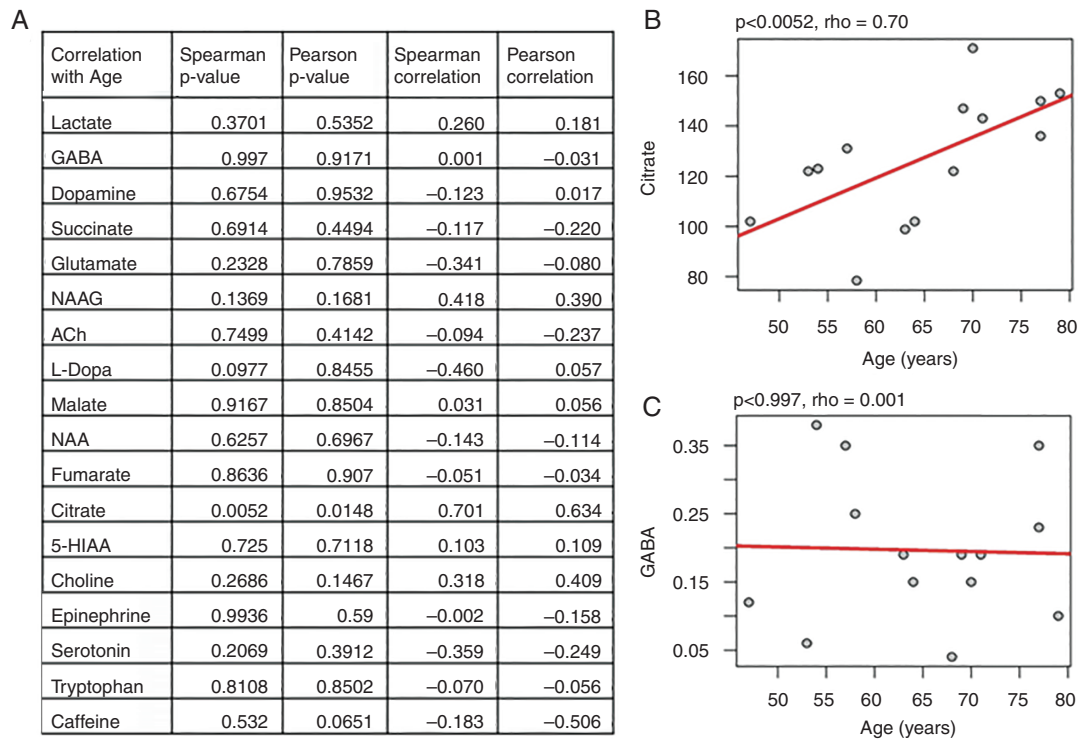 A
Correlation with Age Spearman p-value Pearson p-value Spearman correlation Pearson correlation
Lactate 0.3701 0.5352 0.260 0.181
GABA 0.997 0.9171 0.001 −0.031
Dopamine 0.6754 0.9532 −0.123 0.017
Succinate 0.6914 0.4494 −0.117 −0.220
Glutamate 0.2328 0.7859 −0.341 −0.080
NAAG 0.1369 0.1681 0.418 0.390
ACh 0.7499 0.4142 −0.094 −0.237
L-Dopa 0.0977 0.8455 −0.460 0.057
Malate 0.9167 0.8504 0.031 0.056
NAA 0.6257 0.6967 −0.143 −0.114
Fumarate 0.8636 0.907 −0.051 −0.034
Citrate 0.0052 0.0148 0.701 0.634
5-HIAA 0.725 0.7118 0.103 0.109
Choline 0.2686 0.1467 0.318 0.409
Epinephrine 0.9936 0.59 −0.002 −0.158
Serotonin 0.2069 0.3912 −0.359 −0.249
Tryptophan 0.8108 0.8502 −0.070 −0.056
Caffeine 0.532 0.0651 −0.183 −0.506
B
p<0.0052, rho = 0.70
Citrate
160
140
120
100
80
50 55 60 65 70 75 80
Age (years)
C
p<0.997, rho = 0.001
GABA
0.35
0.25
0.15
0.05
50 55 60 65 70 75 80
Age (years)